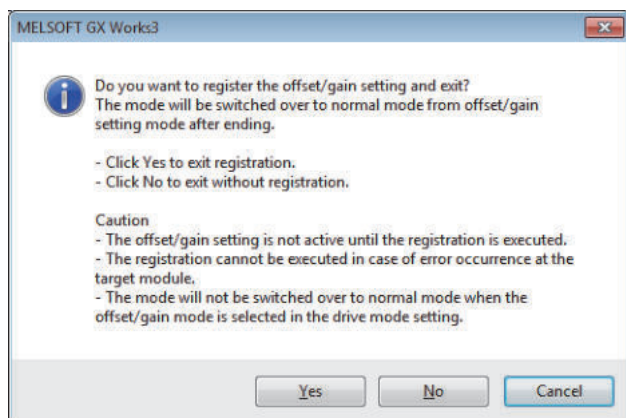 MELSOFT GX Works3
Do you want to register the offset/gain setting and exit?
The mode will be switched over to normal mode from offset/gain
setting mode after ending.
- Click Yes to exit registration.
- Click No to exit without registration.
Caution
- The offset/gain setting is not active until the registration is executed.
- The registration cannot be executed in case of error occurrence at the
target module.
- The mode will not be switched over to normal mode when the
offset/gain mode is selected in the drive mode setting.
Yes
No
Cancel